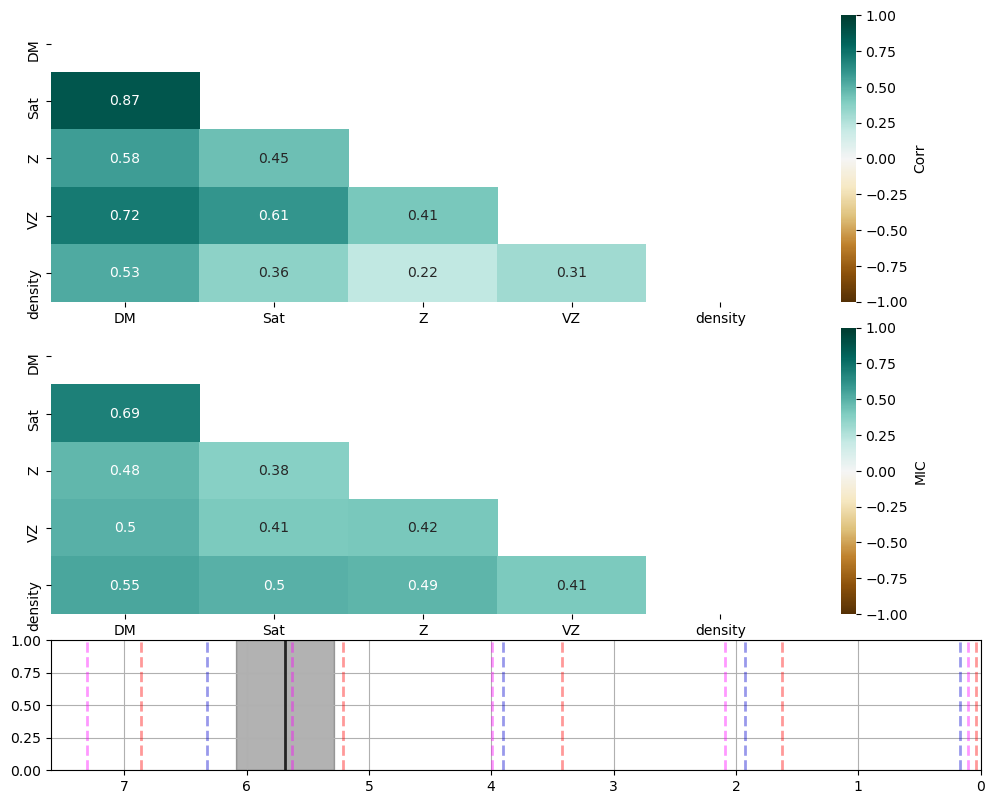 DM
Sat
Z
VZ
density
0.87
0.58 0.45
0.72 0.61 0.41
0.53 0.36 0.22 0.31
DM Sat Z VZ density
1.00
0.75
0.50
0.25
0.00
−0.25
−0.50
−0.75
−1.00
Corr
DM
Sat
Z
VZ
density
0.69
0.48 0.38
0.5 0.41 0.42
0.55 0.5 0.49 0.41
DM Sat Z VZ density
1.00
0.75
0.50
0.25
0.00
−0.25
−0.50
−0.75
−1.00
MIC
1.00
0.75
0.50
0.25
0.00
7 6 5 4 3 2 1 0